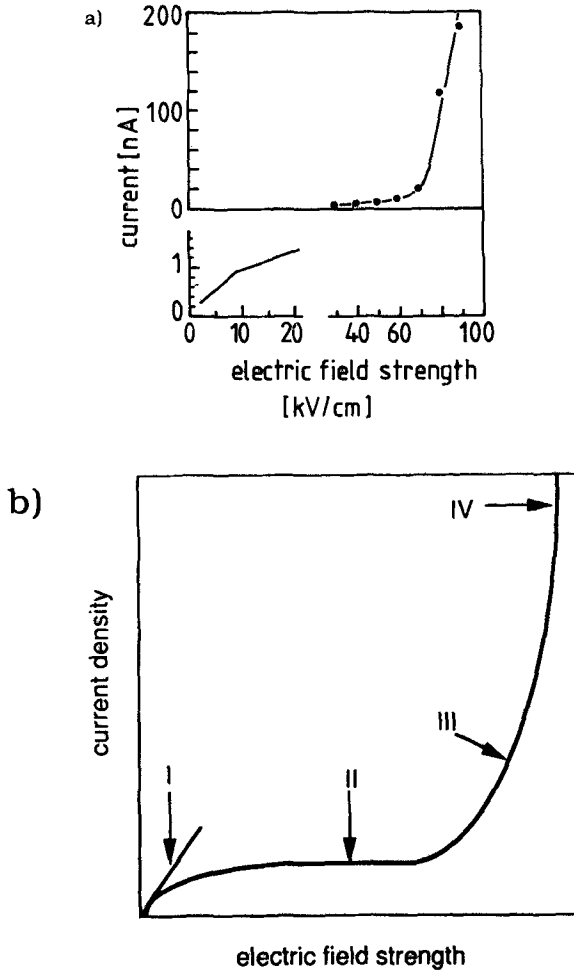 a)
200
100
0
current [nA]
1
0
0 10 20 40 60 80 100
electric field strength
[kV/cm]
b)
IV
III
I II
current density
electric field strength